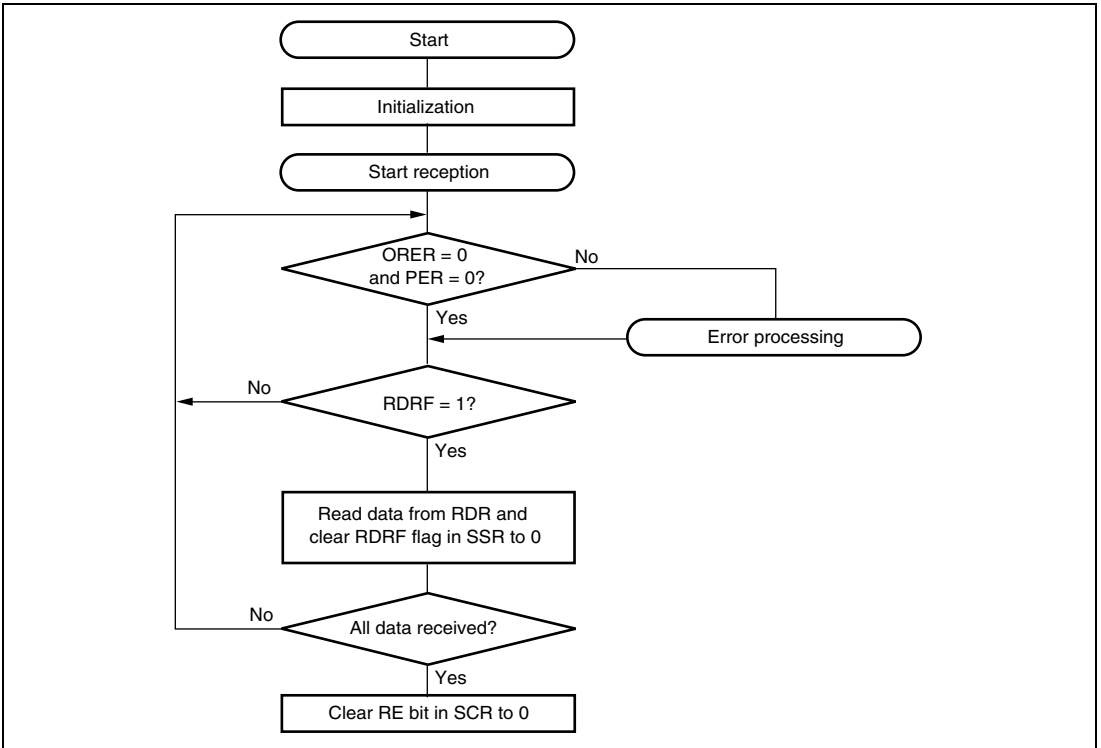 Start
Initialization
Start reception
ORER = 0
and PER = 0?
No
Yes
Error processing
No
RDRF = 1?
Yes
Read data from RDR and
clear RDRF flag in SSR to 0
No
All data received?
Yes
Clear RE bit in SCR to 0